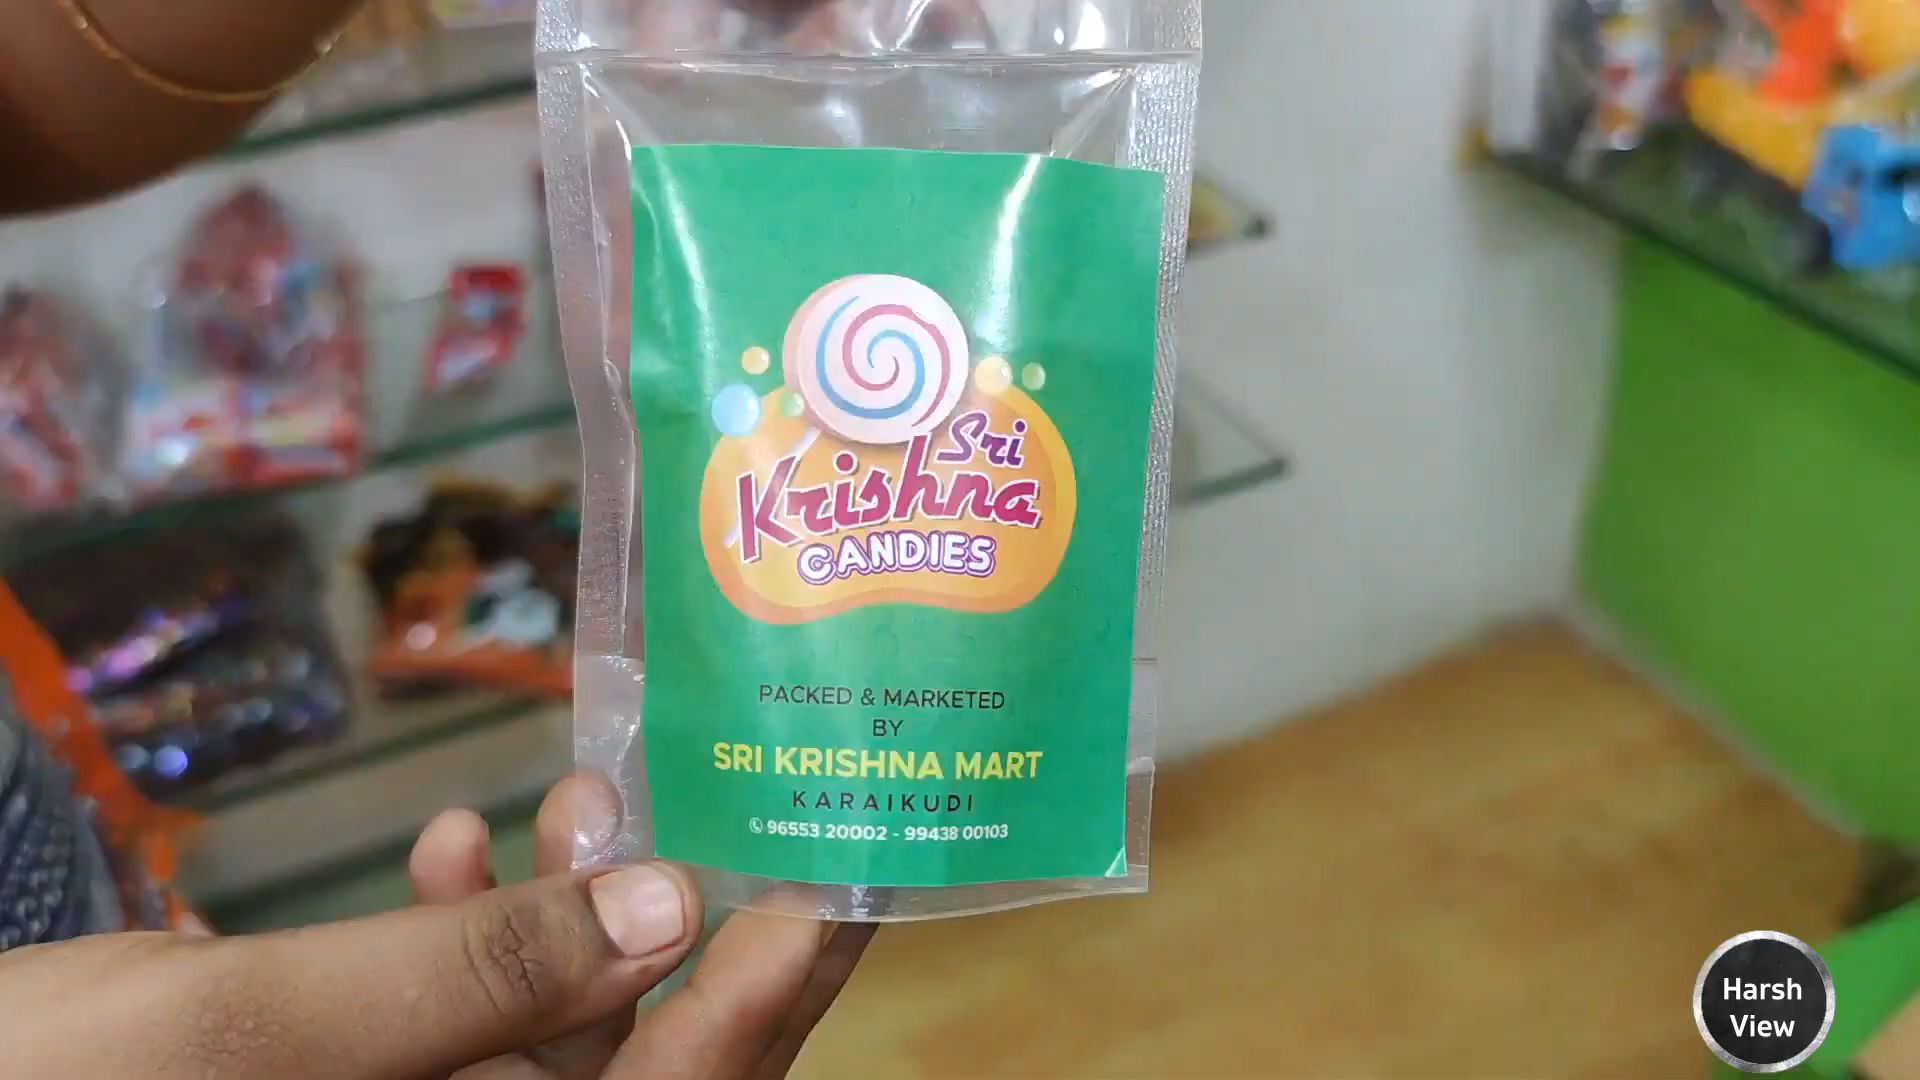 Sri
Krishna
CANDIES
PACKED & MARKETED
BY
SRI KRISHNA MART
KARAIKUDI
96553 20002 - 99438 00103
Harsh
View